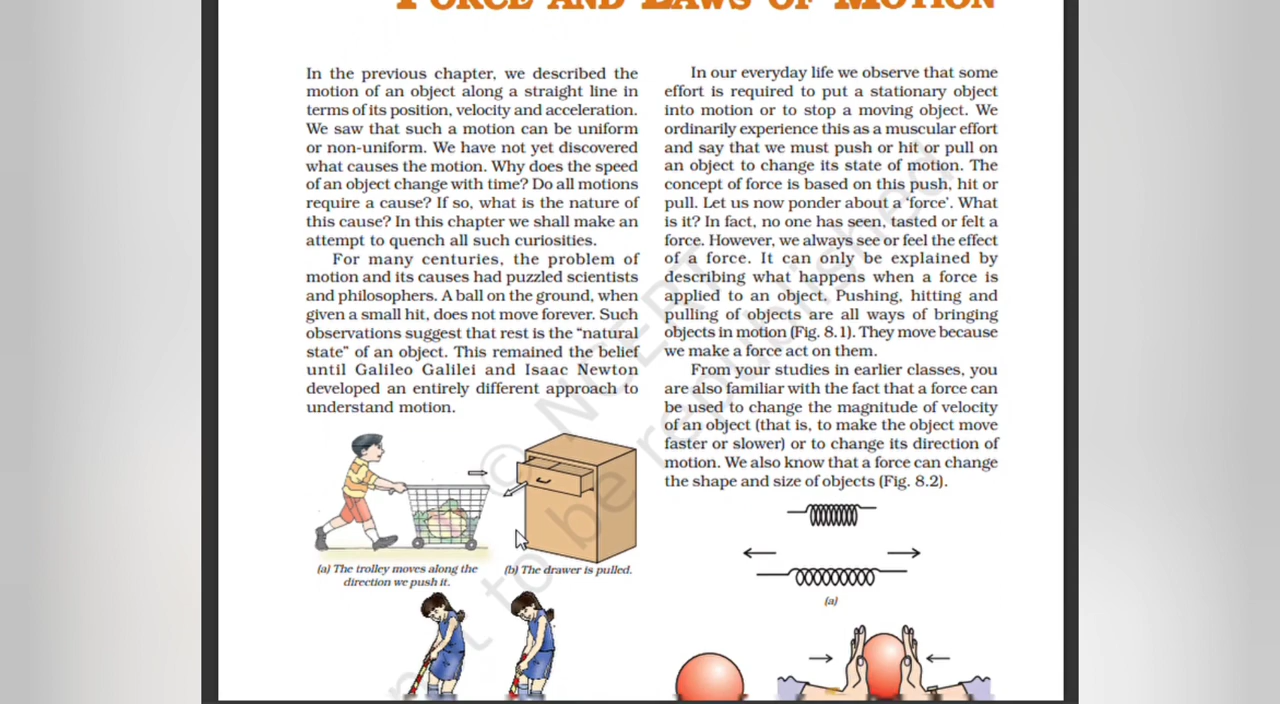 FORCE AND LAWS OF MOTION
In the previous chapter, we described the
motion of an object along a straight line in
terms of its position, velocity and acceleration.
We saw that such a motion can be uniform
or non-uniform. We have not yet discovered
what causes the motion. Why does the speed
of an object change with time? Do all motions
require a cause? If so, what is the nature of
this cause? In this chapter we shall make an
attempt to quench all such curiosities.
For many centuries, the problem of
motion and its causes had puzzled scientists
and philosophers. A ball on the ground, when
given a small hit, does not move forever. Such
observations suggest that rest is the “natural
state” of an object. This remained the belief
until Galileo Galilei and Isaac Newton
developed an entirely different approach to
understand motion.
(a) The trolley moves along the
direction we push it.
(b) The drawer is pulled.
In our everyday life we observe that some
effort is required to put a stationary object
into motion or to stop a moving object. We
ordinarily experience this as a muscular effort
and say that we must push or hit or pull on
an object to change its state of motion. The
concept of force is based on this push, hit or
pull. Let us now ponder about a ‘force’. What
is it? In fact, no one has seen, tasted or felt a
force. However, we always see or feel the effect
of a force. It can only be explained by
describing what happens when a force is
applied to an object. Pushing, hitting and
pulling of objects are all ways of bringing
objects in motion (Fig. 8.1). They move because
we make a force act on them.
From your studies in earlier classes, you
are also familiar with the fact that a force can
be used to change the magnitude of velocity
of an object (that is, to make the object move
faster or slower) or to change its direction of
motion. We also know that a force can change
the shape and size of objects (Fig. 8.2).
(a)
© NCERT
t to be republished